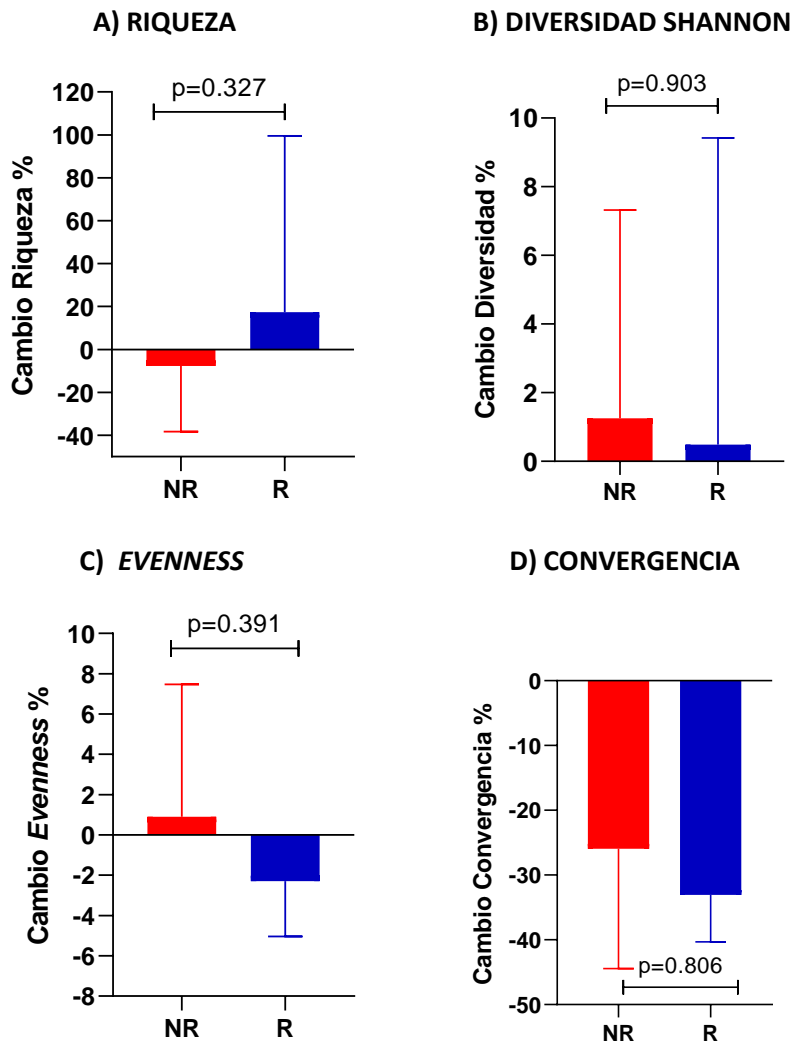 A) RIQUEZA
p=0.327
Cambio Riqueza %
120
100
80
60
40
20
0
-20
-40
NR R
B) DIVERSIDAD SHANNON
p=0.903
Cambio Diversidad %
10
8
6
4
2
0
NR R
C) EVENNESS
p=0.391
Cambio Evenness %
10
8
6
4
2
0
-2
-4
-6
-8
NR R
D) CONVERGENCIA
Cambio Convergencia %
0
-10
-20
-30
-40
-50
p=0.806
NR R